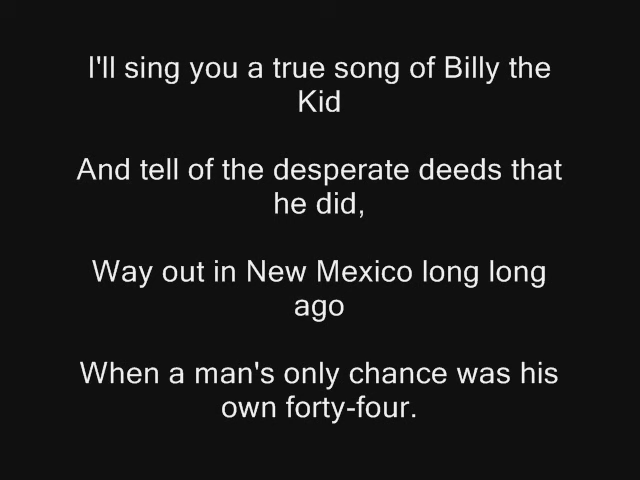 I'll sing you a true song of Billy the
Kid
And tell of the desperate deeds that
he did,
Way out in New Mexico long long
ago
When a man's only chance was his
own forty-four.